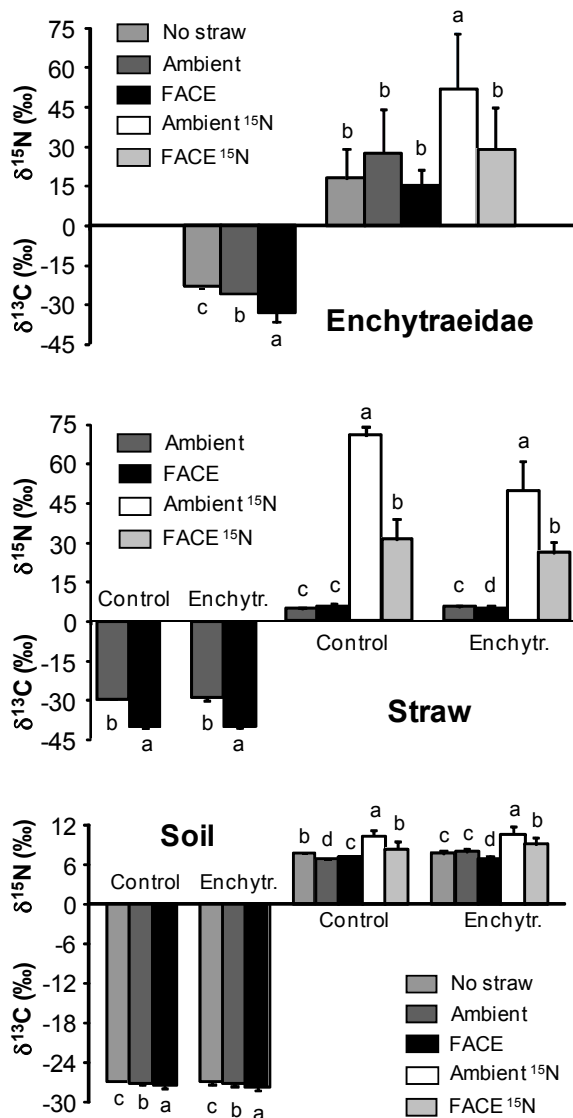 75
60
45
30
15
0
-15
-30
-45
δ¹⁵N (‰)
δ¹³C (‰)
No straw
Ambient
FACE
Ambient ¹⁵N
FACE ¹⁵N
b
b
b
a
b
c
b
a
Enchytraeidae
75
60
45
30
15
0
-15
-30
-45
δ¹⁵N (‰)
δ¹³C (‰)
Ambient
FACE
Ambient ¹⁵N
FACE ¹⁵N
Control Enchytr.
c c a b
c d a b
Control Enchytr.
b a b a
Straw
12
6
0
-6
-12
-18
-24
-30
δ¹⁵N (‰)
δ¹³C (‰)
Soil
Control Enchytr.
b d c a b
c c d a b
Control Enchytr.
No straw
Ambient
FACE
Ambient ¹⁵N
FACE ¹⁵N
c b a c b a